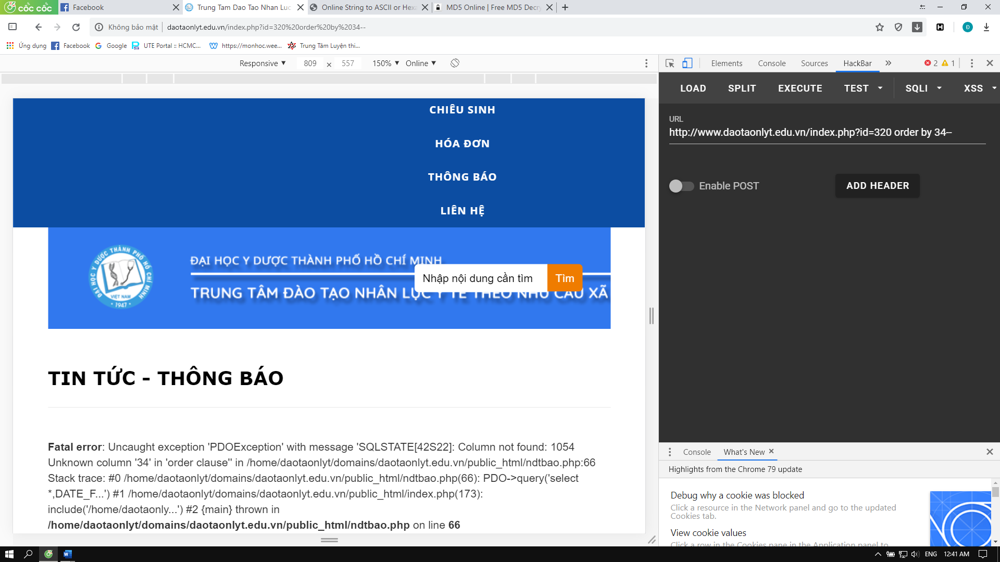 cốc cốc
Facebook
Trung Tam Dao Tao Nhan Luc
Online String to ASCII or Hexa
MD5 Online | Free MD5 Decry
Không bảo mật
daotaonlyt.edu.vn/index.php?id=320%20order%20by%2034--
Đ
Ứng dụng
Facebook
Google
UTE Portal :: HCMC...
https://monhoc.wee...
Trung Tâm Luyện thi...
Responsive ▼ 809 × 557 150% ▼ Online ▼
Elements Console Sources HackBar » 2 1
LOAD SPLIT EXECUTE TEST SQLI XSS
URL
http://www.daotaonlyt.edu.vn/index.php?id=320 order by 34--
Enable POST
ADD HEADER
CHIÊU SINH
HÓA ĐƠN
THÔNG BÁO
LIÊN HỆ
ĐẠI HỌC Y DƯỢC THÀNH PHỐ HỒ CHÍ MINH
ĐẠI HỌC Y DƯỢC THÀNH PHỐ HỒ CHÍ MINH
VIỆT NAM
1947
Nhập nội dung cần tìm
Tìm
TRUNG TÂM ĐÀO TẠO NHÂN LỰC Y TẾ THEO NHU CẦU XÃ
TIN TỨC - THÔNG BÁO
Fatal error: Uncaught exception 'PDOException' with message 'SQLSTATE[42S22]: Column not found: 1054
Unknown column '34' in 'order clause'' in /home/daotaonlyt/domains/daotaonlyt.edu.vn/public_html/ndtbao.php:66
Stack trace: #0 /home/daotaonlyt/domains/daotaonlyt.edu.vn/public_html/ndtbao.php(66): PDO->query('select
*,DATE_F...') #1 /home/daotaonlyt/domains/daotaonlyt.edu.vn/public_html/index.php(173):
include('/home/daotaonly...') #2 {main} thrown in
/home/daotaonlyt/domains/daotaonlyt.edu.vn/public_html/ndtbao.php on line 66
Console What's New
Highlights from the Chrome 79 update
Debug why a cookie was blocked
Click a resource in the Network panel and go to the updated
Cookies tab.
View cookie values
Click a row in the Cookies pane in the Application panel to
ENG 12:41 AM